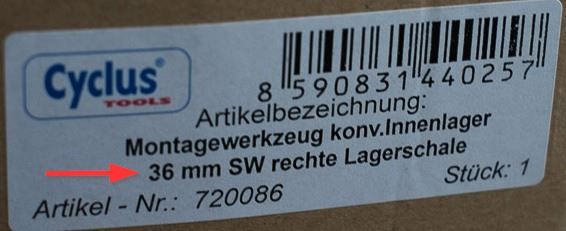 Cyclus®
TOOLS
8 590831 440257
Artikelbezeichnung:
Montagewerkzeug konv.Innenlager
36 mm SW rechte Lagerschale
Artikel - Nr.: 720086
Stück: 1